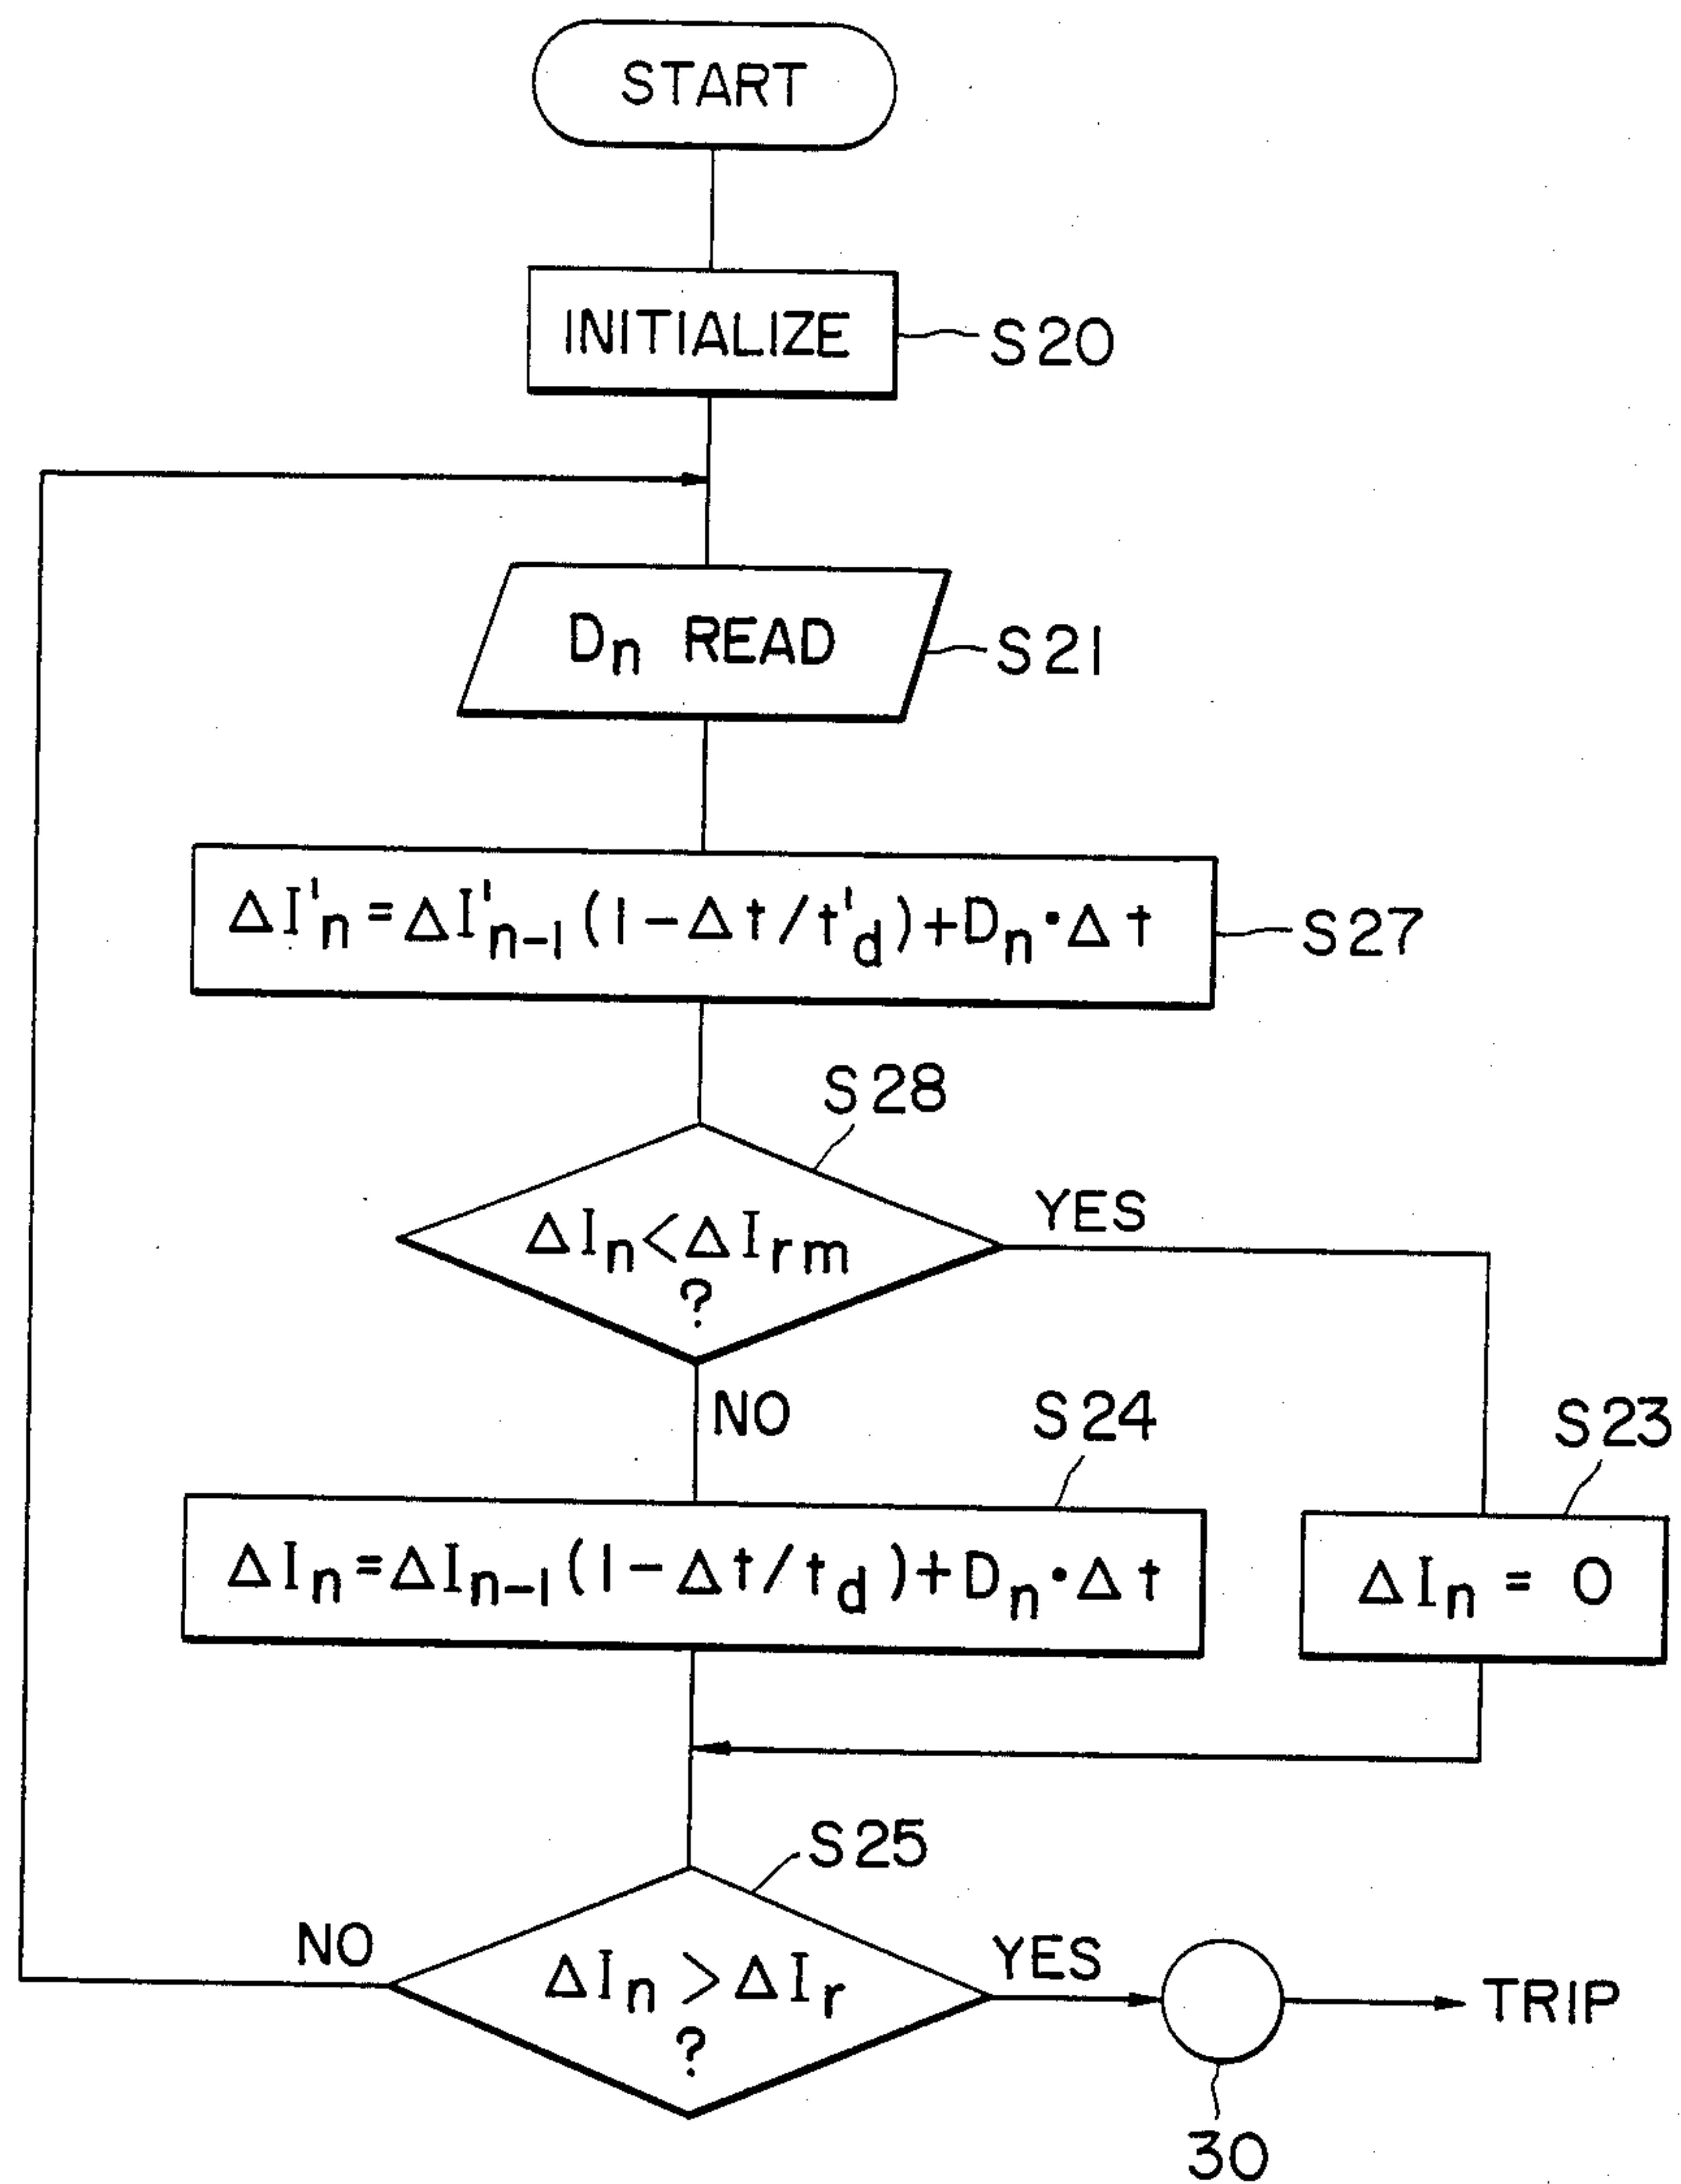 START
INITIALIZE
S20
Dn READ
S21
ΔI'n=ΔI'n-1(1-Δt/t'd)+Dn·Δt
S27
S28
ΔIn<ΔIrm
?
YES
NO
S24
S23
ΔIn=ΔIn-1(1-Δt/td)+Dn·Δt
ΔIn = 0
S25
NO
ΔIn>ΔIr
?
YES
TRIP
30